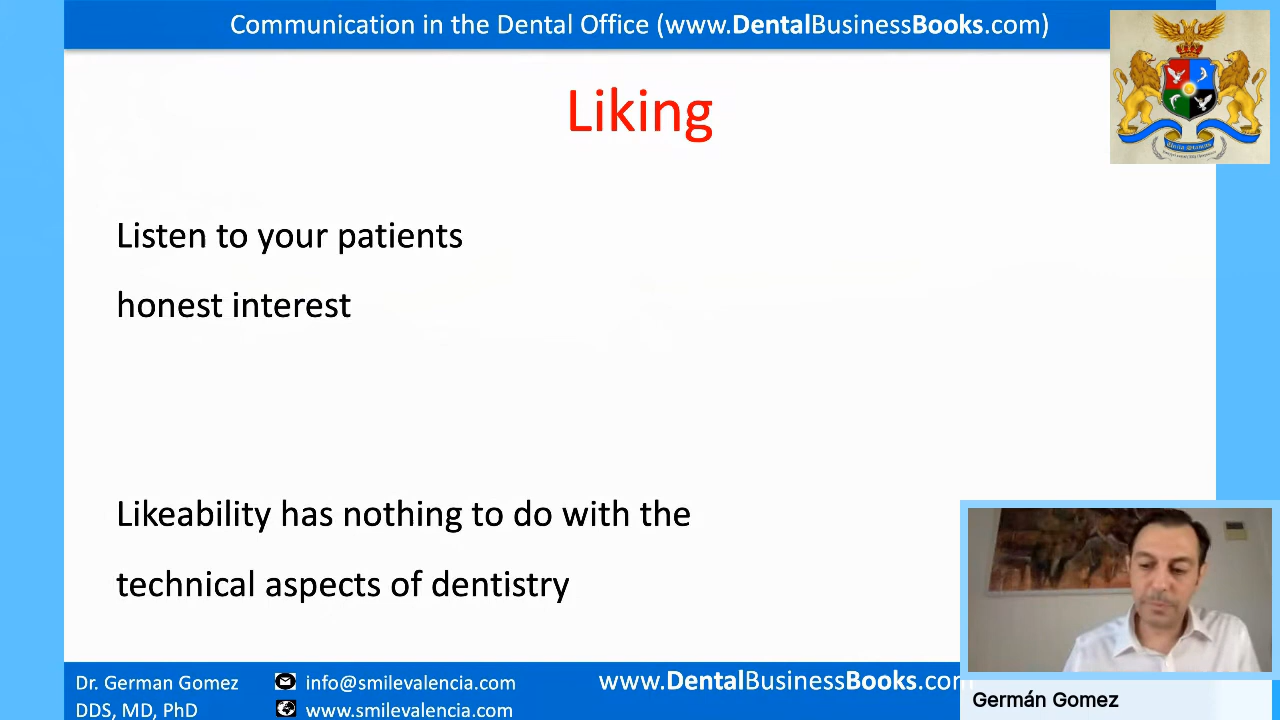 Communication in the Dental Office (www.DentalBusinessBooks.com)
Liking
Listen to your patients
honest interest
Likeability has nothing to do with the
technical aspects of dentistry
Dr. German Gomez
DDS, MD, PhD
info@smilevalencia.com
www.smilevalencia.com
www.DentalBusinessBooks.com
Germán Gomez